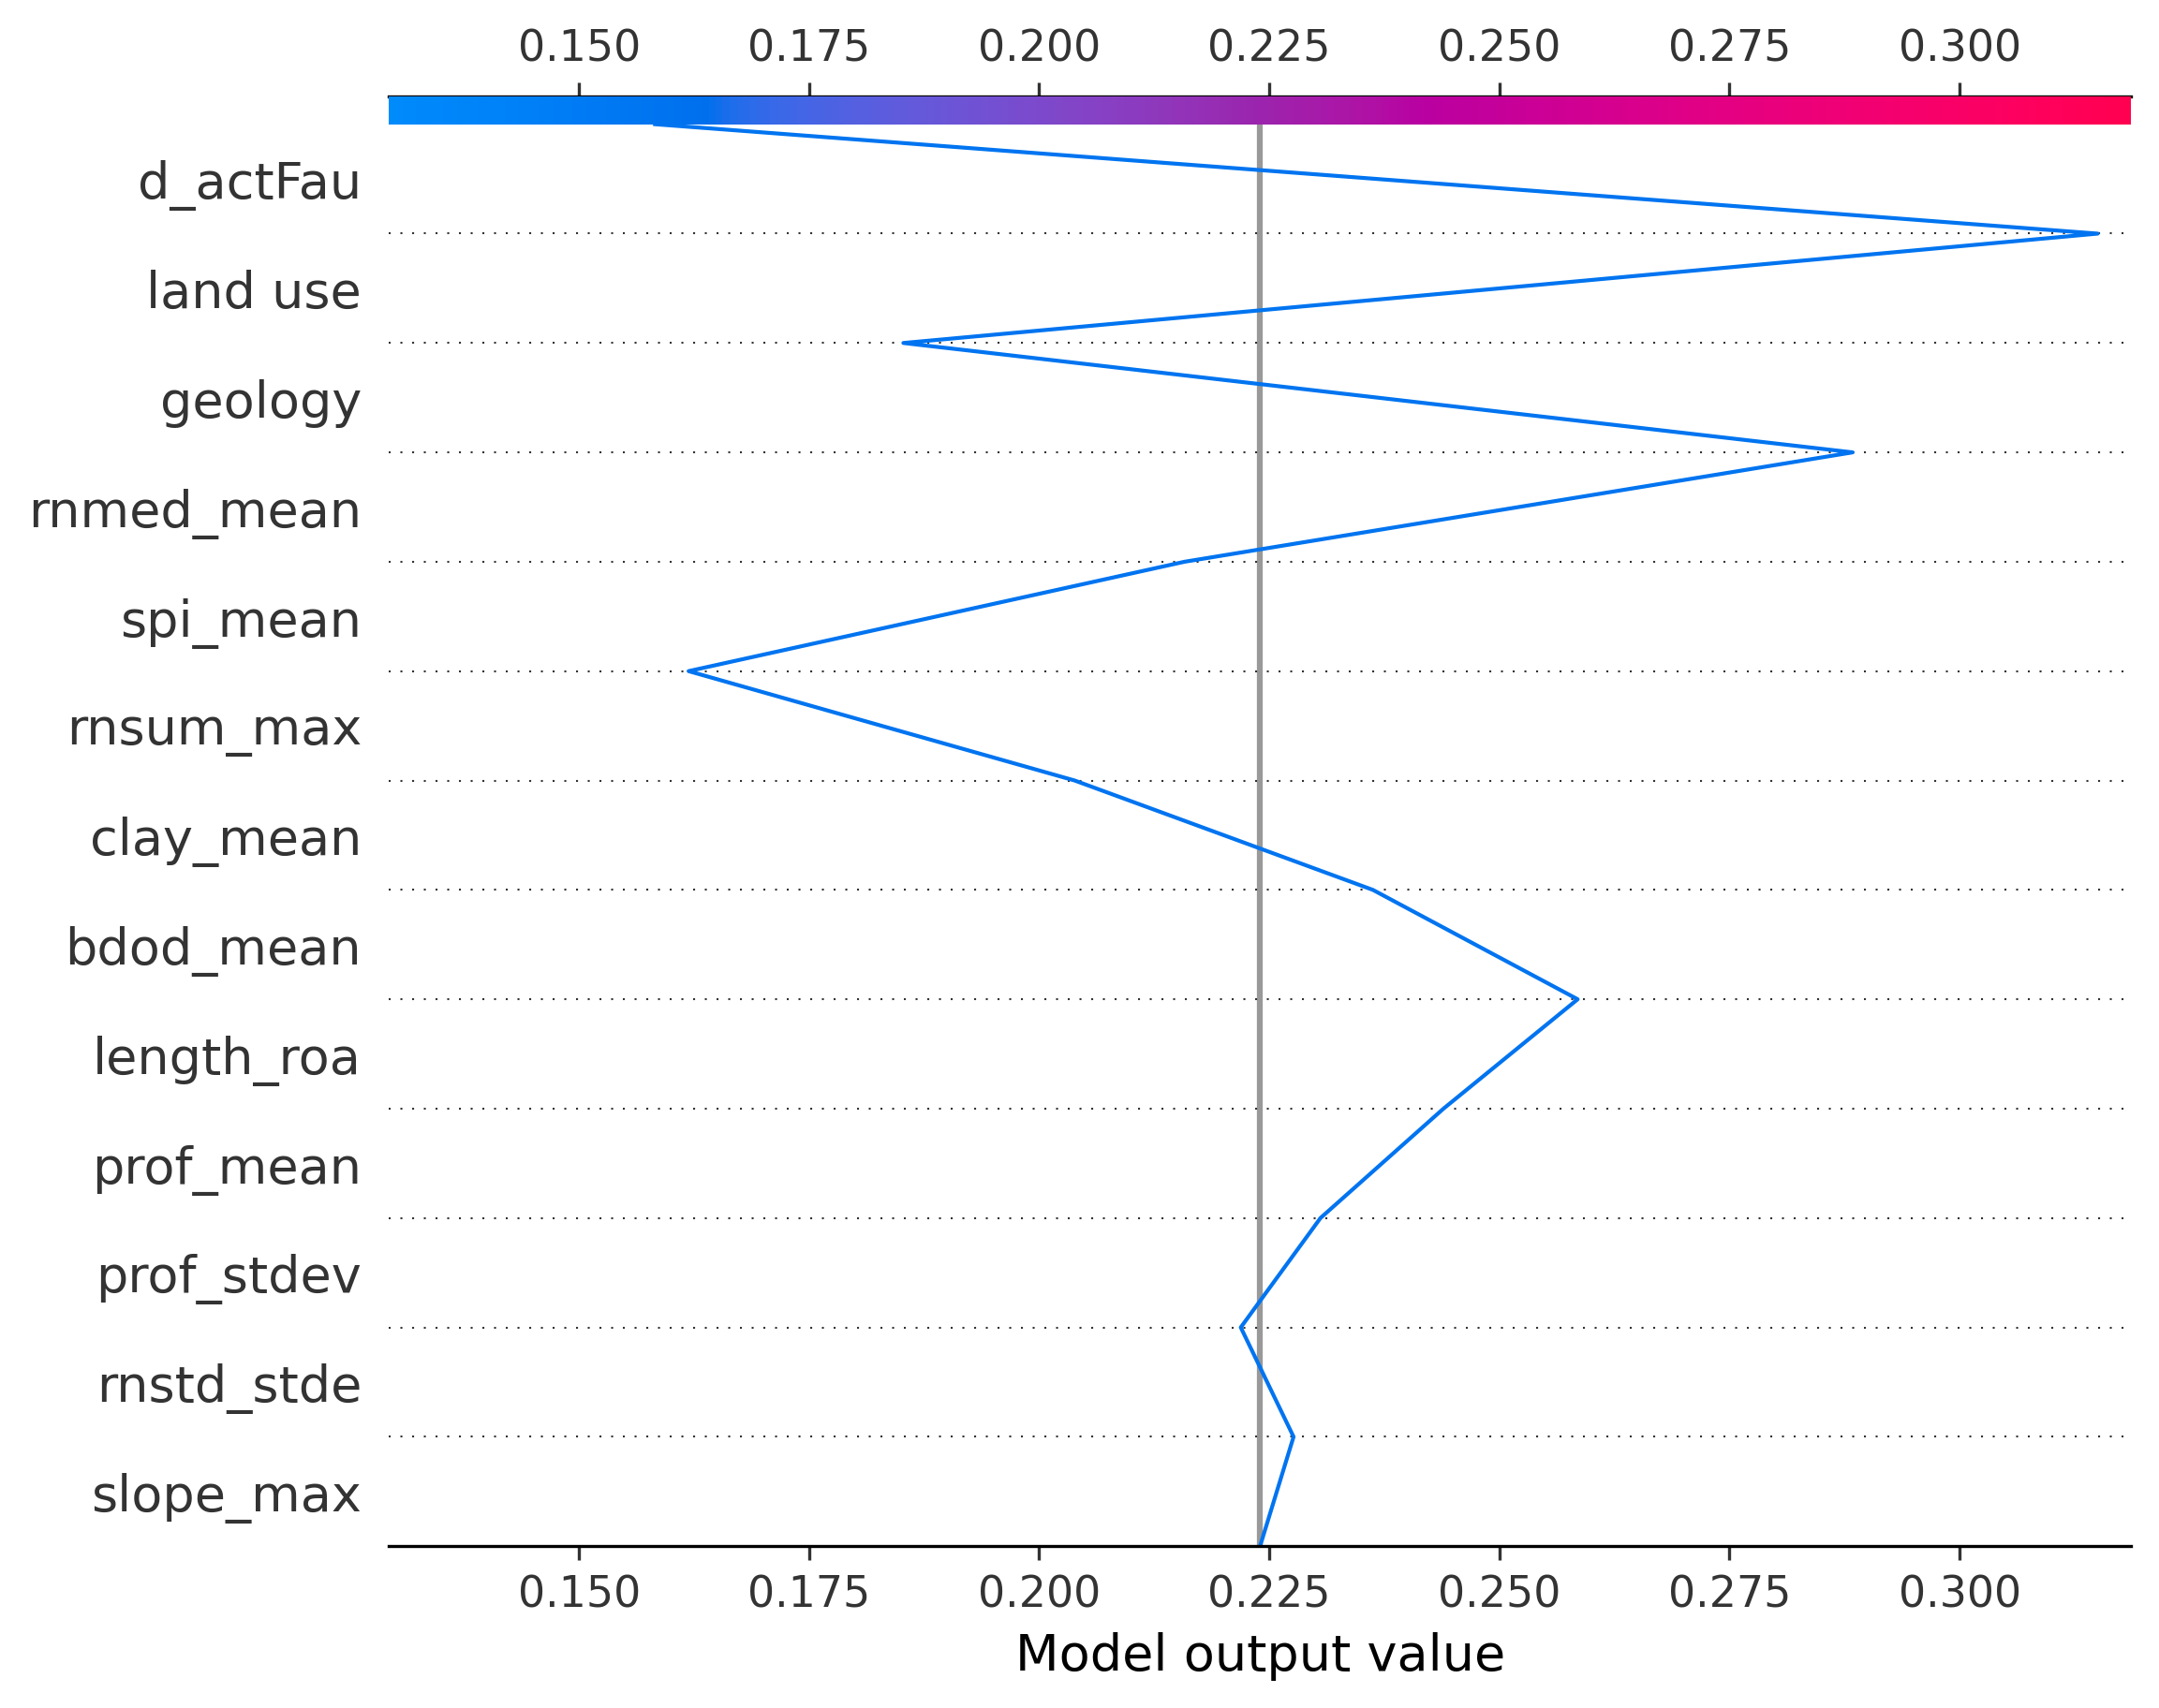 0.150 0.175 0.200 0.225 0.250 0.275 0.300
d_actFau
land use
geology
rnmed_mean
spi_mean
rnsum_max
clay_mean
bdod_mean
length_roa
prof_mean
prof_stdev
rnstd_stde
slope_max
0.150 0.175 0.200 0.225 0.250 0.275 0.300
Model output value